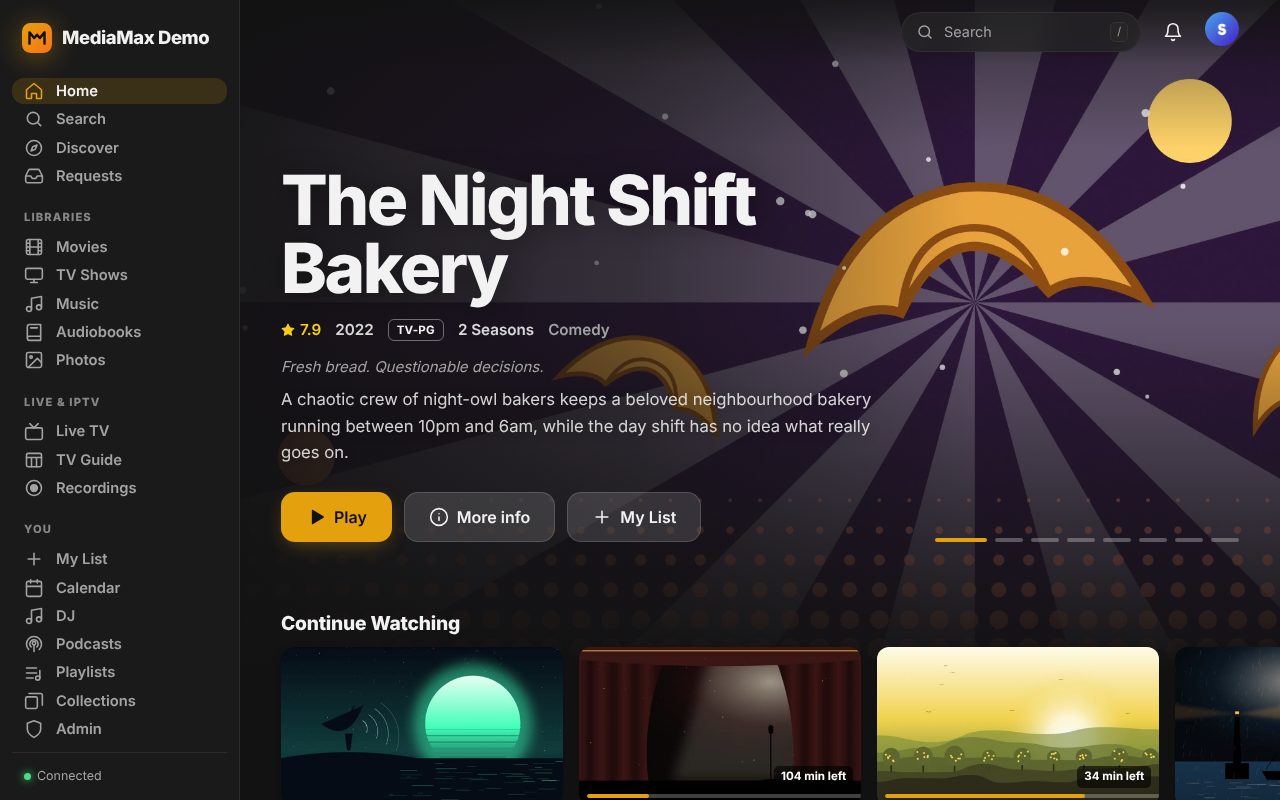 MediaMax Demo
Search
/
S
Home
Search
Discover
Requests
LIBRARIES
Movies
TV Shows
Music
Audiobooks
Photos
LIVE & IPTV
Live TV
TV Guide
Recordings
YOU
My List
Calendar
DJ
Podcasts
Playlists
Collections
Admin
Connected
The Night Shift
Bakery
7.9 2022 TV-PG 2 Seasons Comedy
Fresh bread. Questionable decisions.
A chaotic crew of night-owl bakers keeps a beloved neighbourhood bakery
running between 10pm and 6am, while the day shift has no idea what really
goes on.
Play More info My List
Continue Watching
104 min left
34 min left